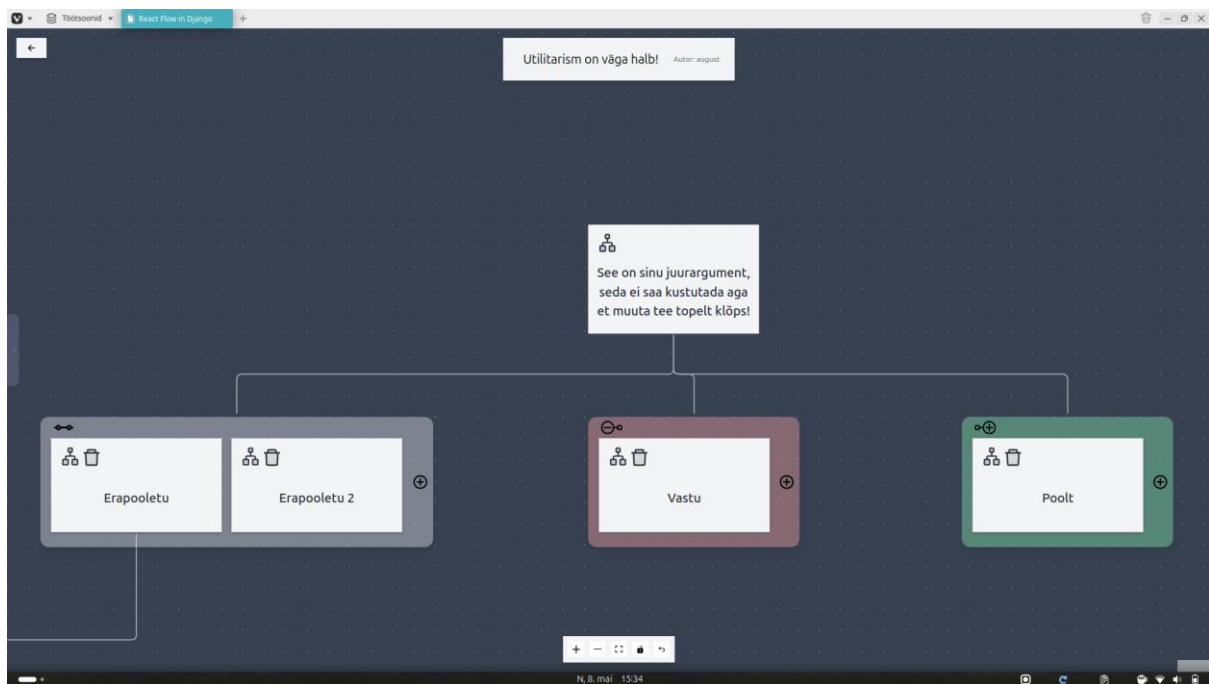 Töötsoonid
React Flow in Django
Utilitarism on väga halb! Autor: august
See on sinu juurargument,
seda ei saa kustutada aga
et muuta tee topelt klõps!
Erapooletu
Erapooletu 2
Vastu
Poolt
N, 8. mai 15:34